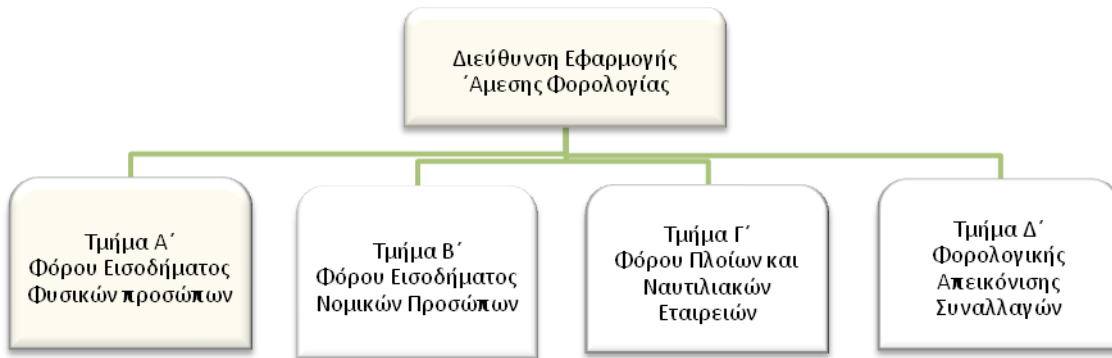 Διεύθυνση Εφαρμογής
΄Αμεσης Φορολογίας
Τμήμα Α΄
Φόρου Εισοδήματος
Φυσικών προσώπων
Τμήμα Β΄
Φόρου Εισοδήματος
Νομικών Προσώπων
Τμήμα Γ΄
Φόρου Πλοίων και
Ναυτιλιακών
Εταιρειών
Τμήμα Δ΄
Φορολογικής
Απεικόνισης
Συναλλαγών